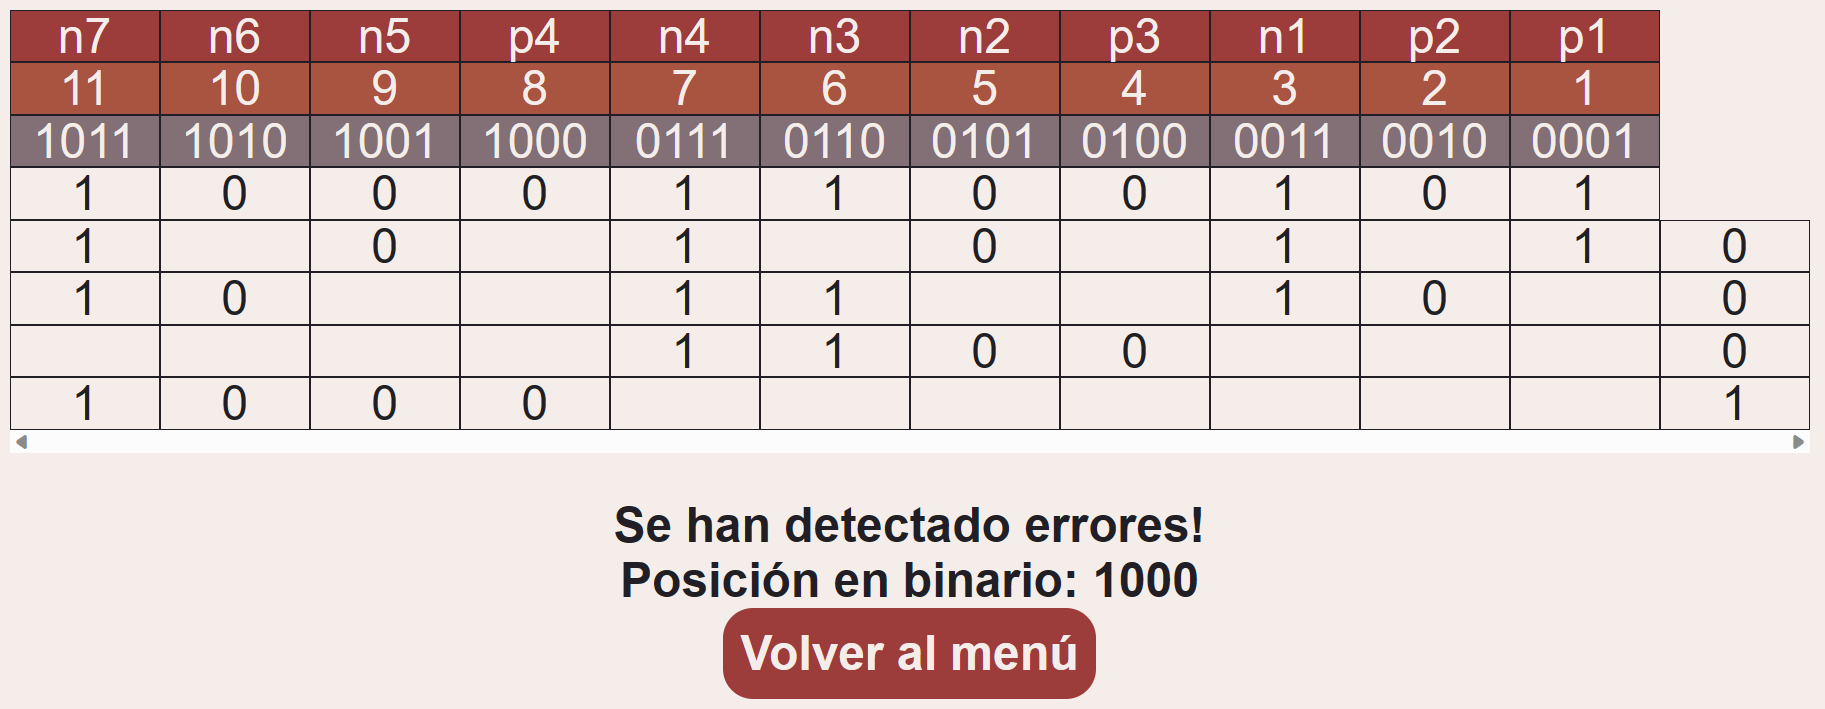 n7 n6 n5 p4 n4 n3 n2 p3 n1 p2 p1
11 10 9 8 7 6 5 4 3 2 1
1011 1010 1001 1000 0111 0110 0101 0100 0011 0010 0001
1 0 0 0 1 1 0 0 1 0 1
1 0 1 0 1 1 0
1 0 1 1 1 0 0
1 1 0 0 0
1 0 0 0 1
Se han detectado errores!
Posición en binario: 1000
Volver al menú